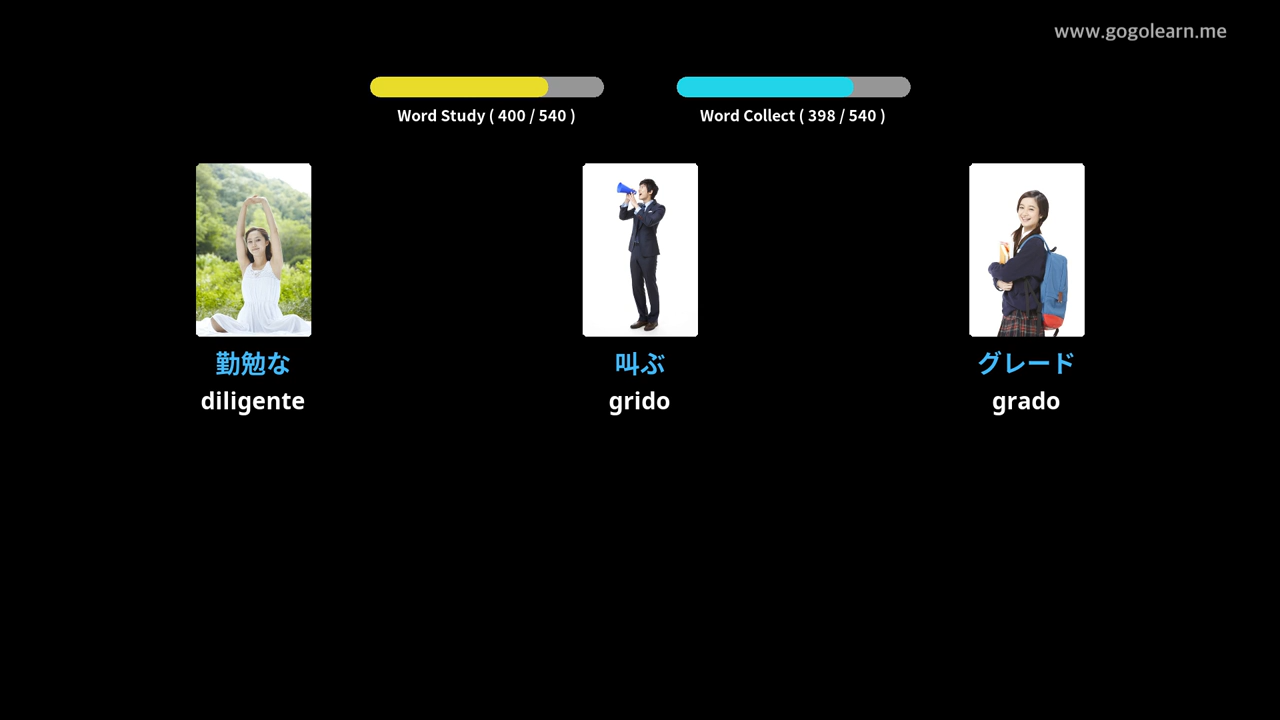 www.gogolearn.me
Word Study ( 400 / 540 )
Word Collect ( 398 / 540 )
勤勉な
diligente
叫ぶ
grido
グレード
grado